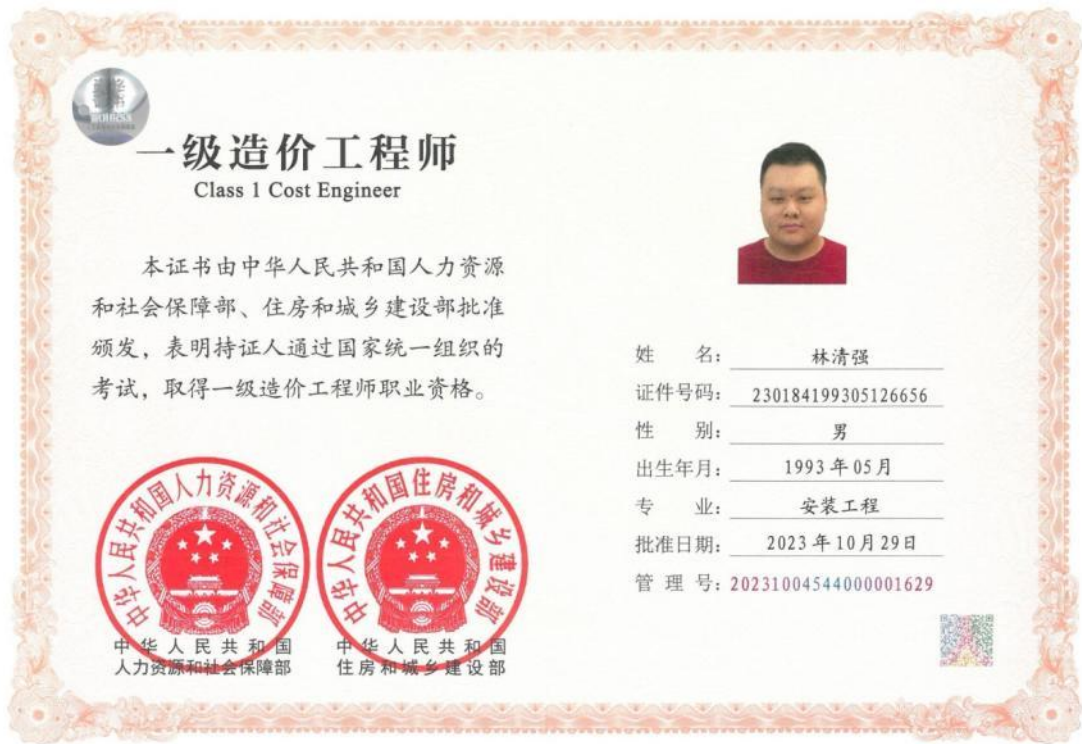 一级造价工程师
Class 1 Cost Engineer
本证书由中华人民共和国人力资源
和社会保障部、住房和城乡建设部批准
颁发，表明持证人通过国家统一组织的
考试，取得一级造价工程师职业资格。
中华人民共和国人力资源和社会保障部
中华人民共和国住房和城乡建设部
中华人民共和国
人力资源和社会保障部
中华人民共和国
住房和城乡建设部
姓 名： 林清强
证件号码： 230184199305126656
性 别： 男
出生年月： 1993年05月
专 业： 安装工程
批准日期： 2023年10月29日
管 理 号：20231004544000001629